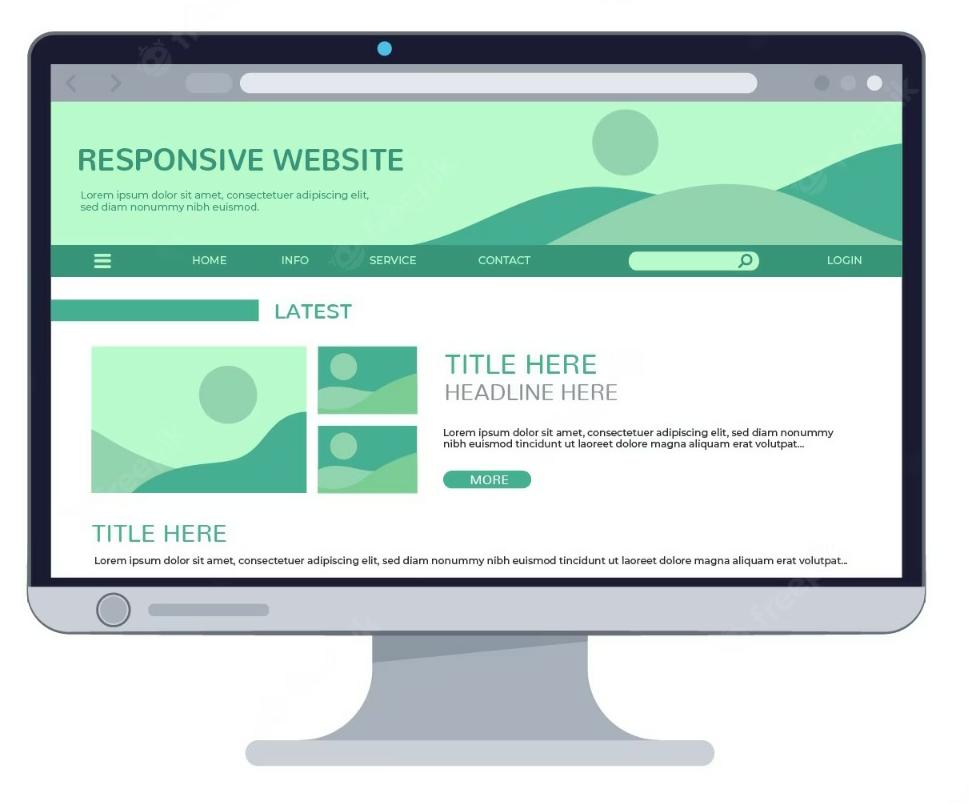 RESPONSIVE WEBSITE
Lorem ipsum dolor sit amet, consectetuer adipiscing elit,
sed diam nonummy nibh euismod.
HOME INFO SERVICE CONTACT LOGIN
LATEST
TITLE HERE
HEADLINE HERE
Lorem ipsum dolor sit amet, consectetuer adipiscing elit, sed diam nonummy
nibh euismod tincidunt ut laoreet dolore magna aliquam erat volutpat...
MORE
TITLE HERE
Lorem ipsum dolor sit amet, consectetuer adipiscing elit, sed diam nonummy nibh euismod tincidunt ut laoreet dolore magna aliquam erat volutpat...